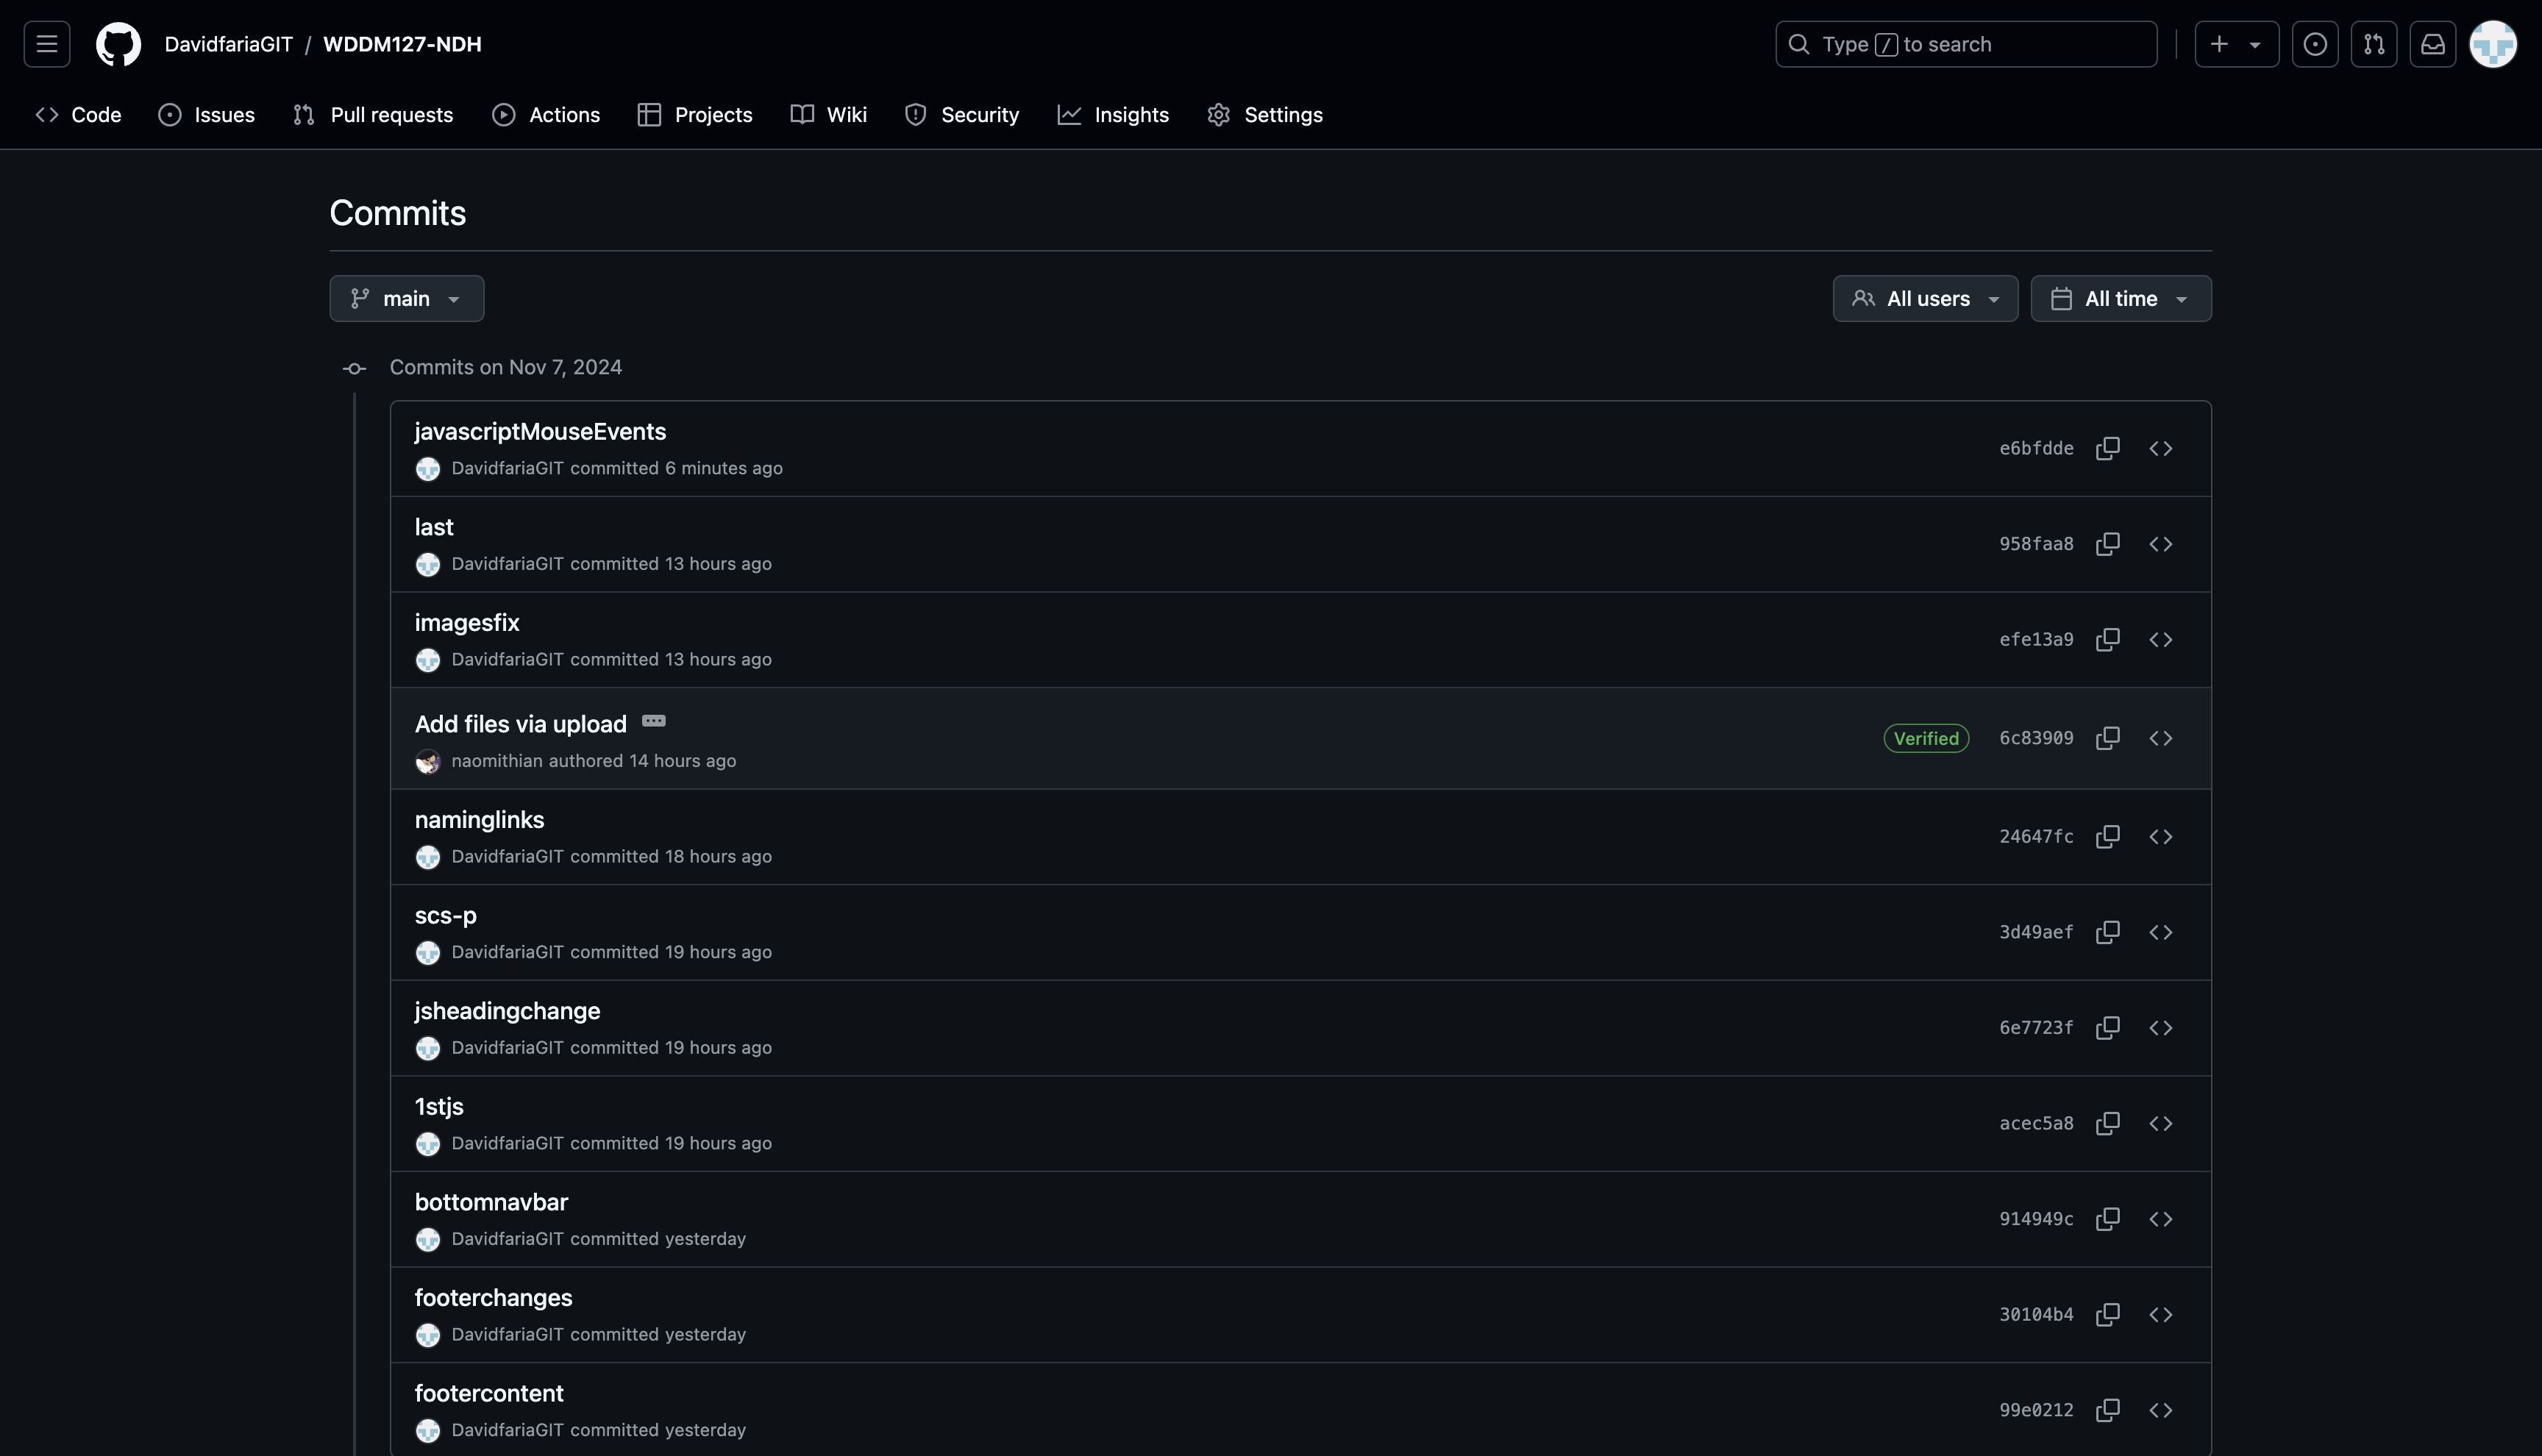 DavidfariaGIT / WDDM127-NDH
Type / to search
Code Issues Pull requests Actions Projects Wiki Security Insights Settings
Commits
main
All users All time
Commits on Nov 7, 2024
javascriptMouseEvents
DavidfariaGIT committed 6 minutes ago
e6bfdde
last
DavidfariaGIT committed 13 hours ago
958faa8
imagesfix
DavidfariaGIT committed 13 hours ago
efe13a9
Add files via upload
naomithian authored 14 hours ago
Verified 6c83909
naminglinks
DavidfariaGIT committed 18 hours ago
24647fc
scs-p
DavidfariaGIT committed 19 hours ago
3d49aef
jsheadingchange
DavidfariaGIT committed 19 hours ago
6e7723f
1stjs
DavidfariaGIT committed 19 hours ago
acec5a8
bottomnavbar
DavidfariaGIT committed yesterday
914949c
footerchanges
DavidfariaGIT committed yesterday
30104b4
footercontent
DavidfariaGIT committed yesterday
99e0212